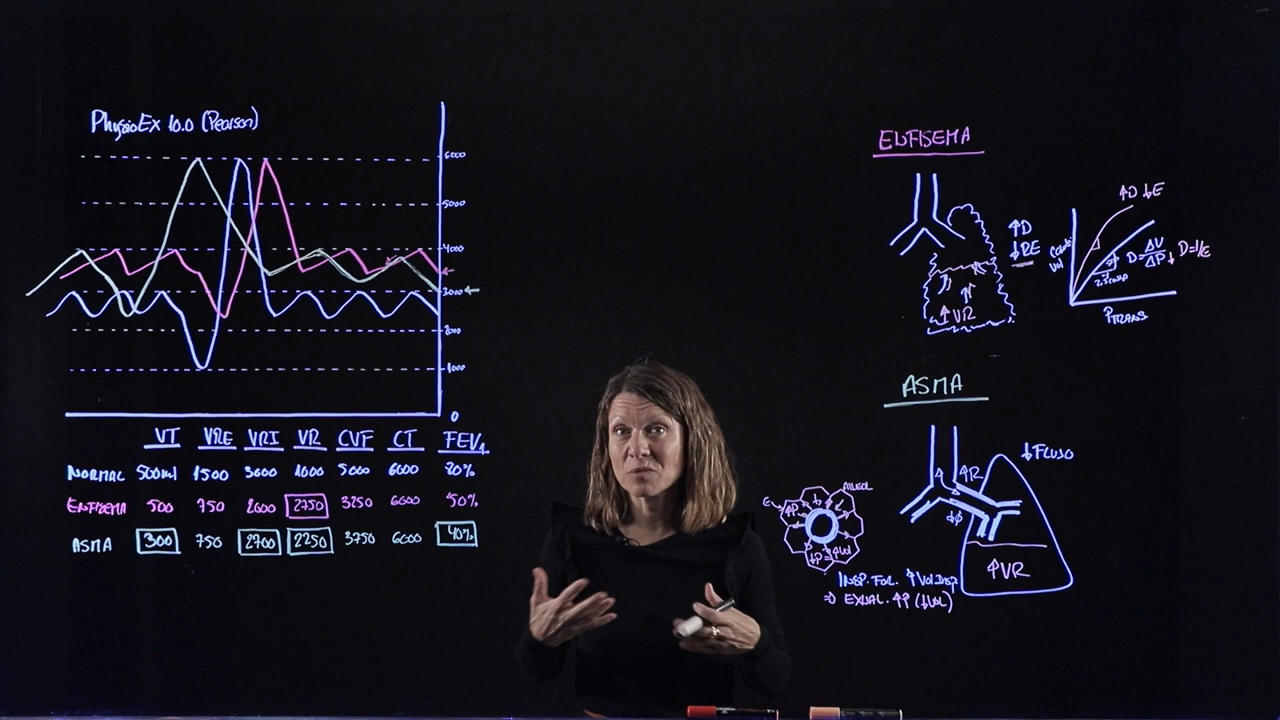 PhysioEx 10.0 (Pearson)
6000
5000
4000
3000
2000
1000
0
VT VRE VRI VR CVF CT FEV₁
NORMAL 500ml 1500 3000 1000 5000 6000 80%
ENFISEMA 500 750 2000 2750 3250 6000 50%
ASMA 300 750 2700 2250 3750 6000 40%
ENFISEMA
↑D
↓RE
↑VR
↑D ↓E
vol
D=ΔV/ΔP↓ D=1/E
PTRANS
ASMA
↓FLUJO
↑R
↓φ
↑VR
ALVEOL
E
↑P
↓P=↑Vol
INSP. FOR. ↑Vol INSP
⇒ EXHAL. ↑P (↓Vol)